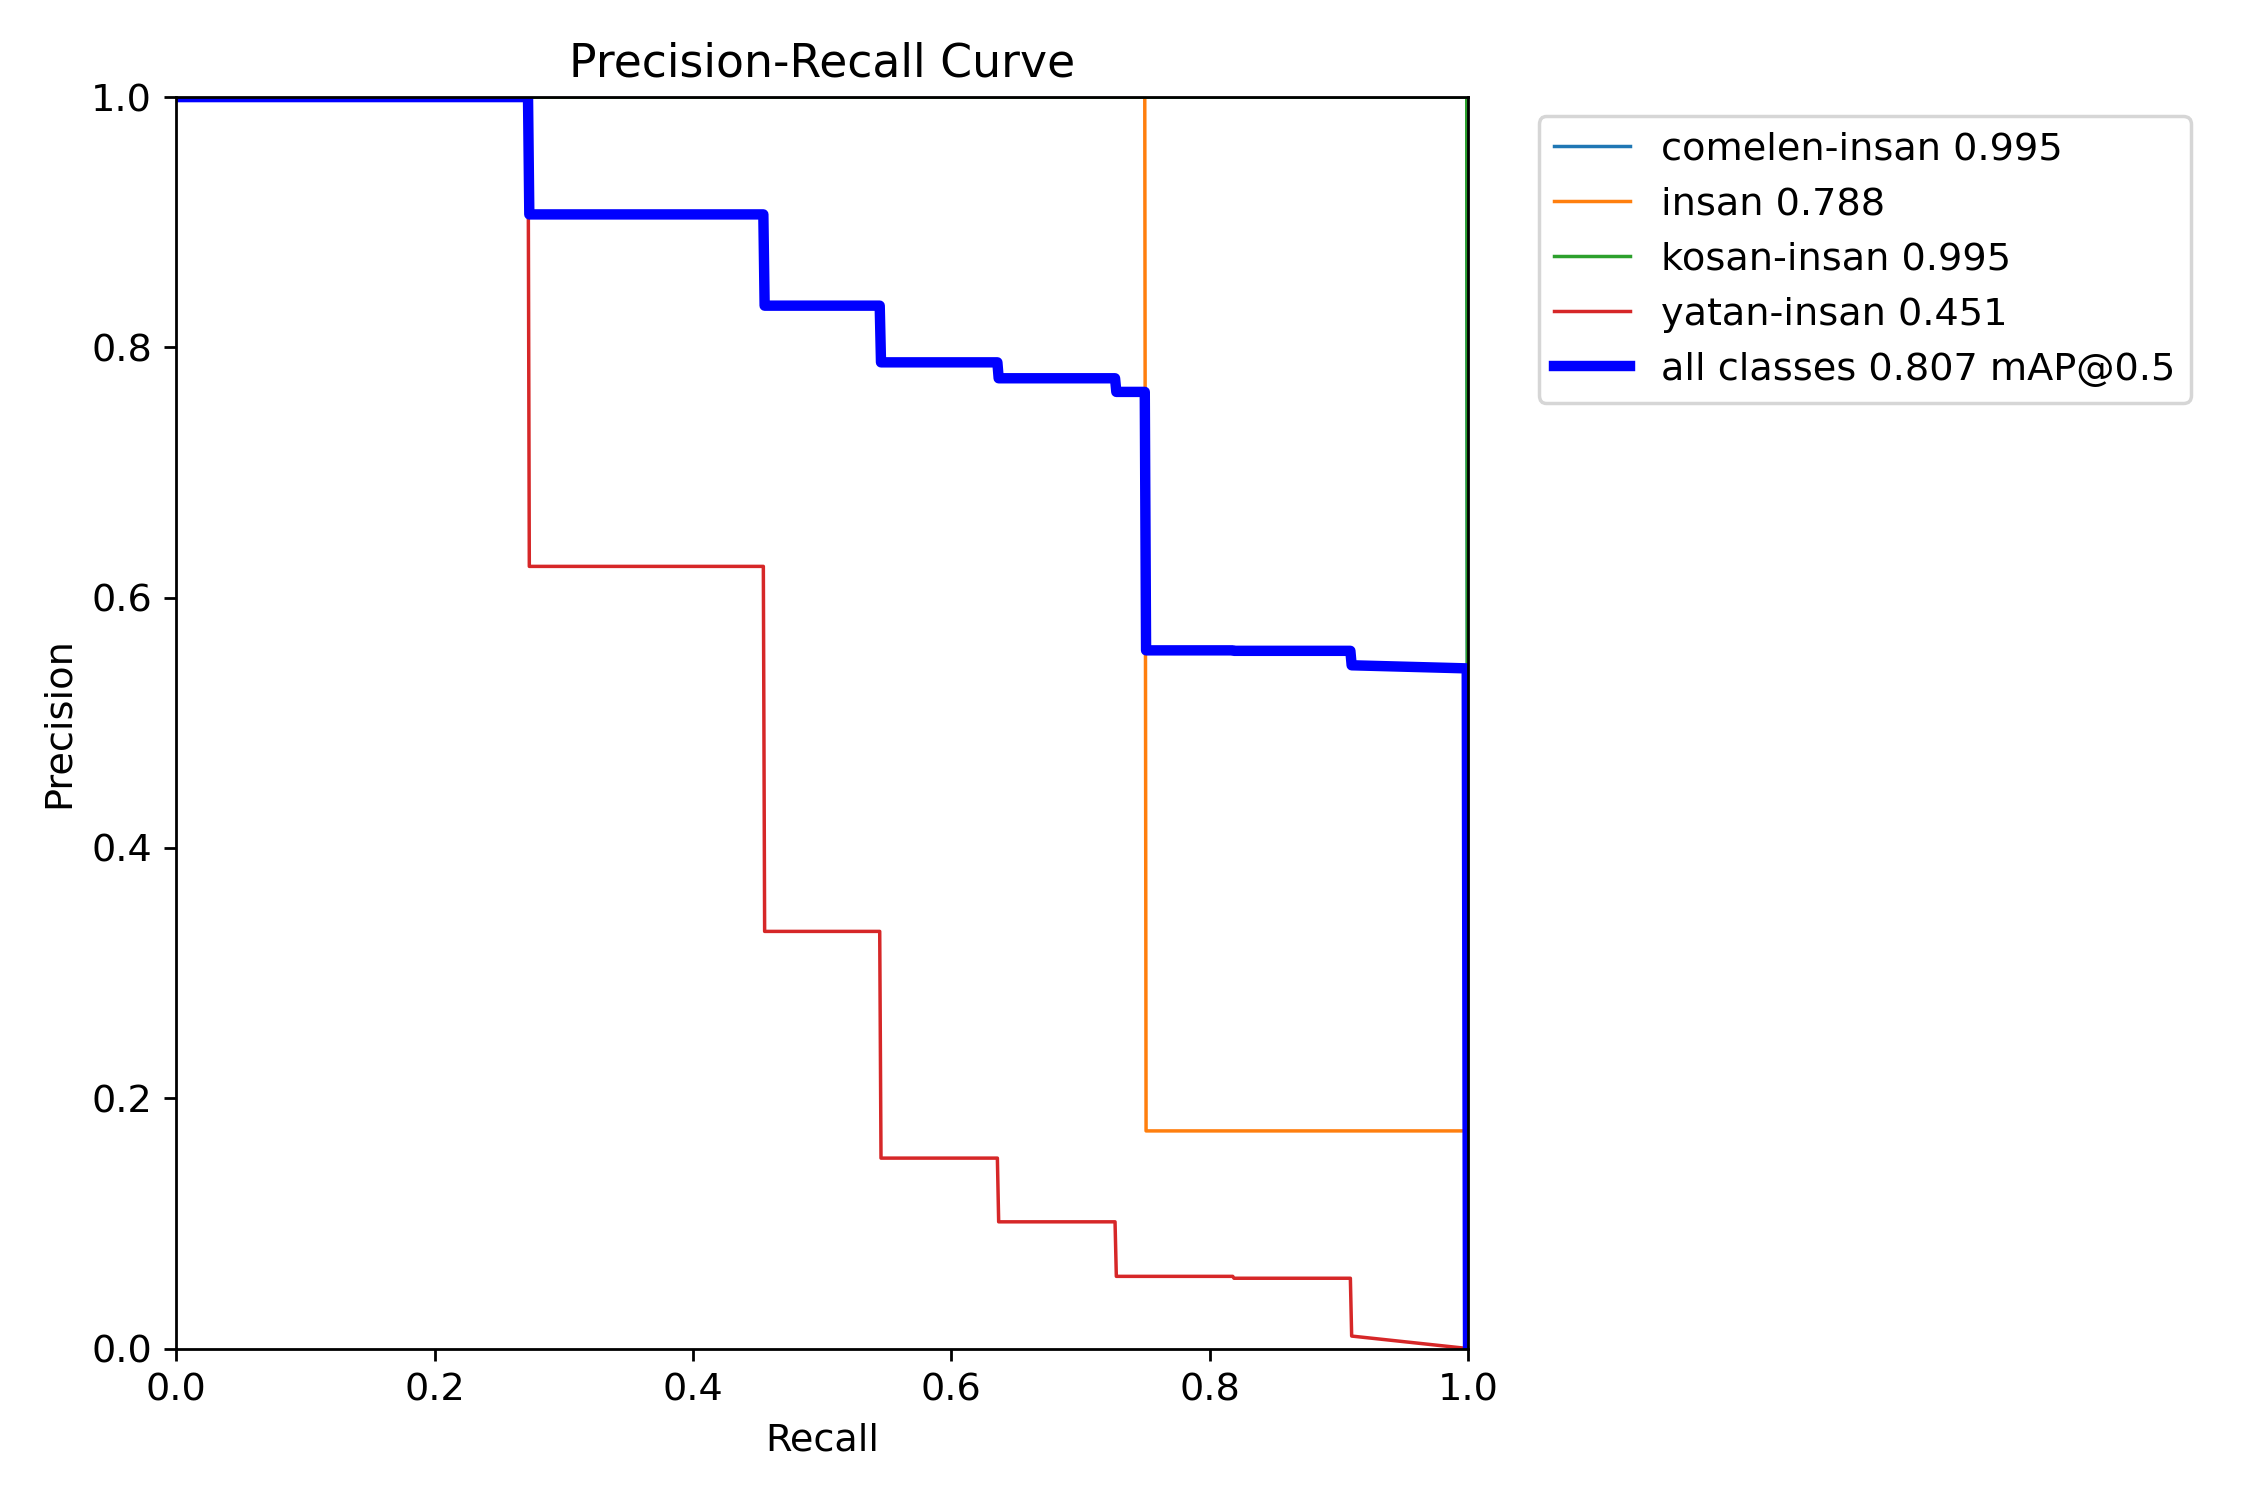 Precision-Recall Curve
1.0
0.8
0.6
0.4
0.2
0.0
Precision
0.0 0.2 0.4 0.6 0.8 1.0
Recall
comelen-insan 0.995
insan 0.788
kosan-insan 0.995
yatan-insan 0.451
all classes 0.807 mAP@0.5